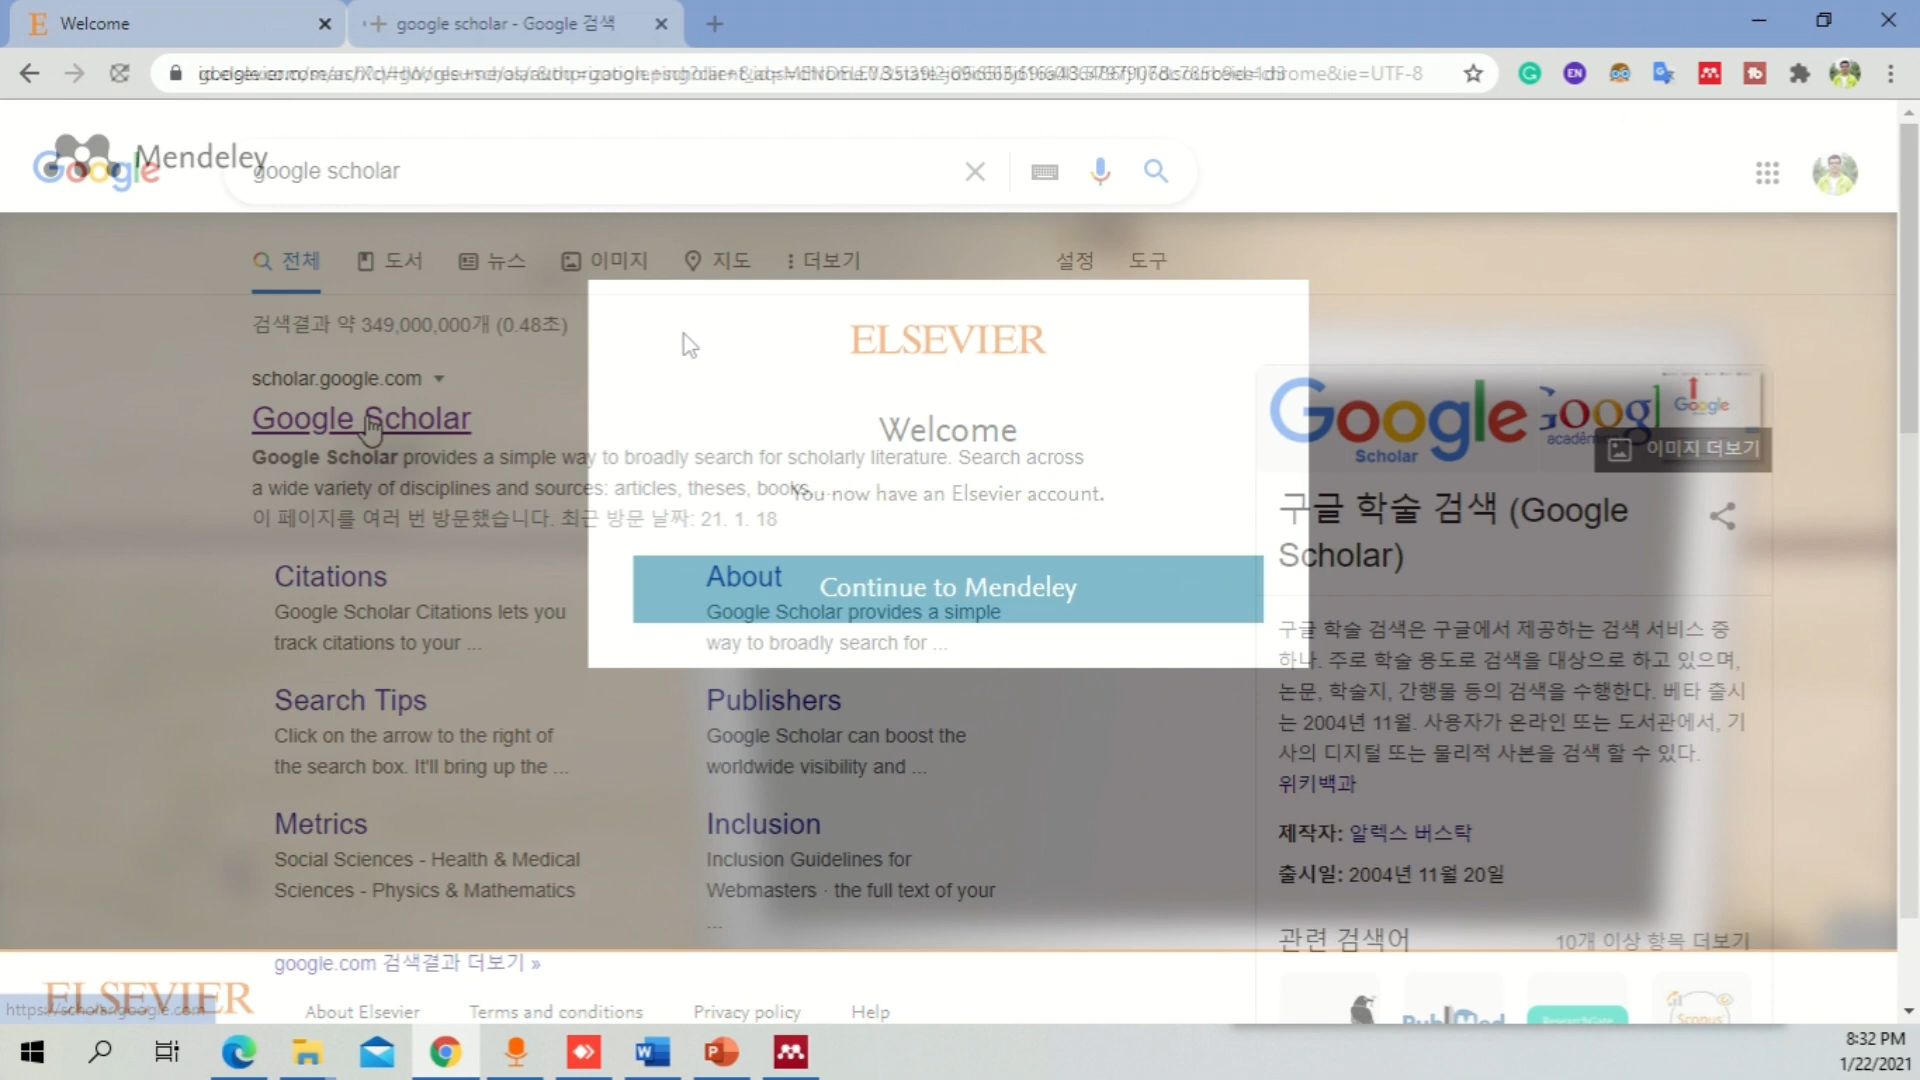 Welcome
google scholar - Google 검색
Mendeley
Google
google scholar
전체
도서
뉴스
이미지
지도
더보기
설정
도구
검색결과 약 349,000,000개 (0.48초)
ELSEVIER
Welcome
You now have an Elsevier account.
Continue to Mendeley
scholar.google.com
Google Scholar
Google Scholar provides a simple way to broadly search for scholarly literature. Search across
a wide variety of disciplines and sources: articles, theses, books,
이 페이지를 여러 번 방문했습니다. 최근 방문 날짜: 21. 1. 18
Citations
Google Scholar Citations lets you
track citations to your ...
About
Google Scholar provides a simple
way to broadly search for ...
Search Tips
Click on the arrow to the right of
the search box. It'll bring up the ...
Publishers
Google Scholar can boost the
worldwide visibility and ...
Metrics
Social Sciences - Health & Medical
Sciences - Physics & Mathematics
Inclusion
Inclusion Guidelines for
Webmasters · the full text of your
...
google.com 검색결과 더보기 »
Google
Scholar
Google
이미지 더보기
구글 학술 검색 (Google
Scholar)
구글 학술 검색은 구글에서 제공하는 검색 서비스 중
하나. 주로 학술 용도로 검색을 대상으로 하고 있으며,
논문, 학술지, 간행물 등의 검색을 수행한다. 베타 출시
는 2004년 11월. 사용자가 온라인 또는 도서관에서, 기
사의 디지털 또는 물리적 사본을 검색 할 수 있다.
위키백과
제작자: 알렉스 버스탁
출시일: 2004년 11월 20일
관련 검색어
10개 이상 항목 더보기
PubMed
ResearchGate
Scopus
ELSEVIER
https://scholar.google.com
About Elsevier
Terms and conditions
Privacy policy
Help
8:32 PM
1/22/2021